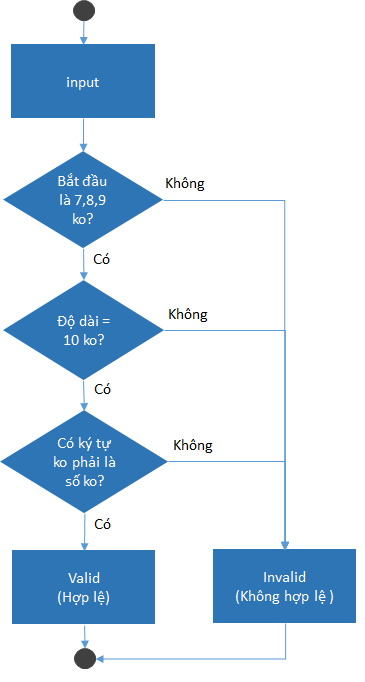 input
Bắt đầu
là 7,8,9
ko?
Không
Có
Độ dài =
10 ko?
Không
Có
Có ký tự
ko phải là
số ko?
Không
Có
Valid
(Hợp lệ)
Invalid
(Không hợp lệ )